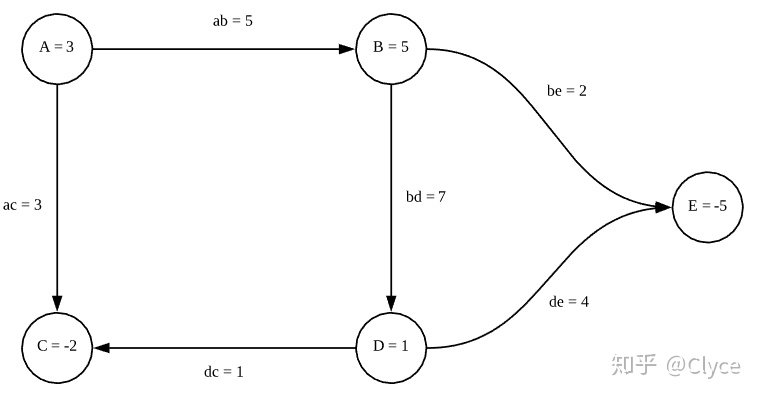 ab = 5
A = 3
B = 5
be = 2
ac = 3
bd = 7
E = -5
de = 4
C = -2
D = 1
dc = 1
知乎 @Clyce